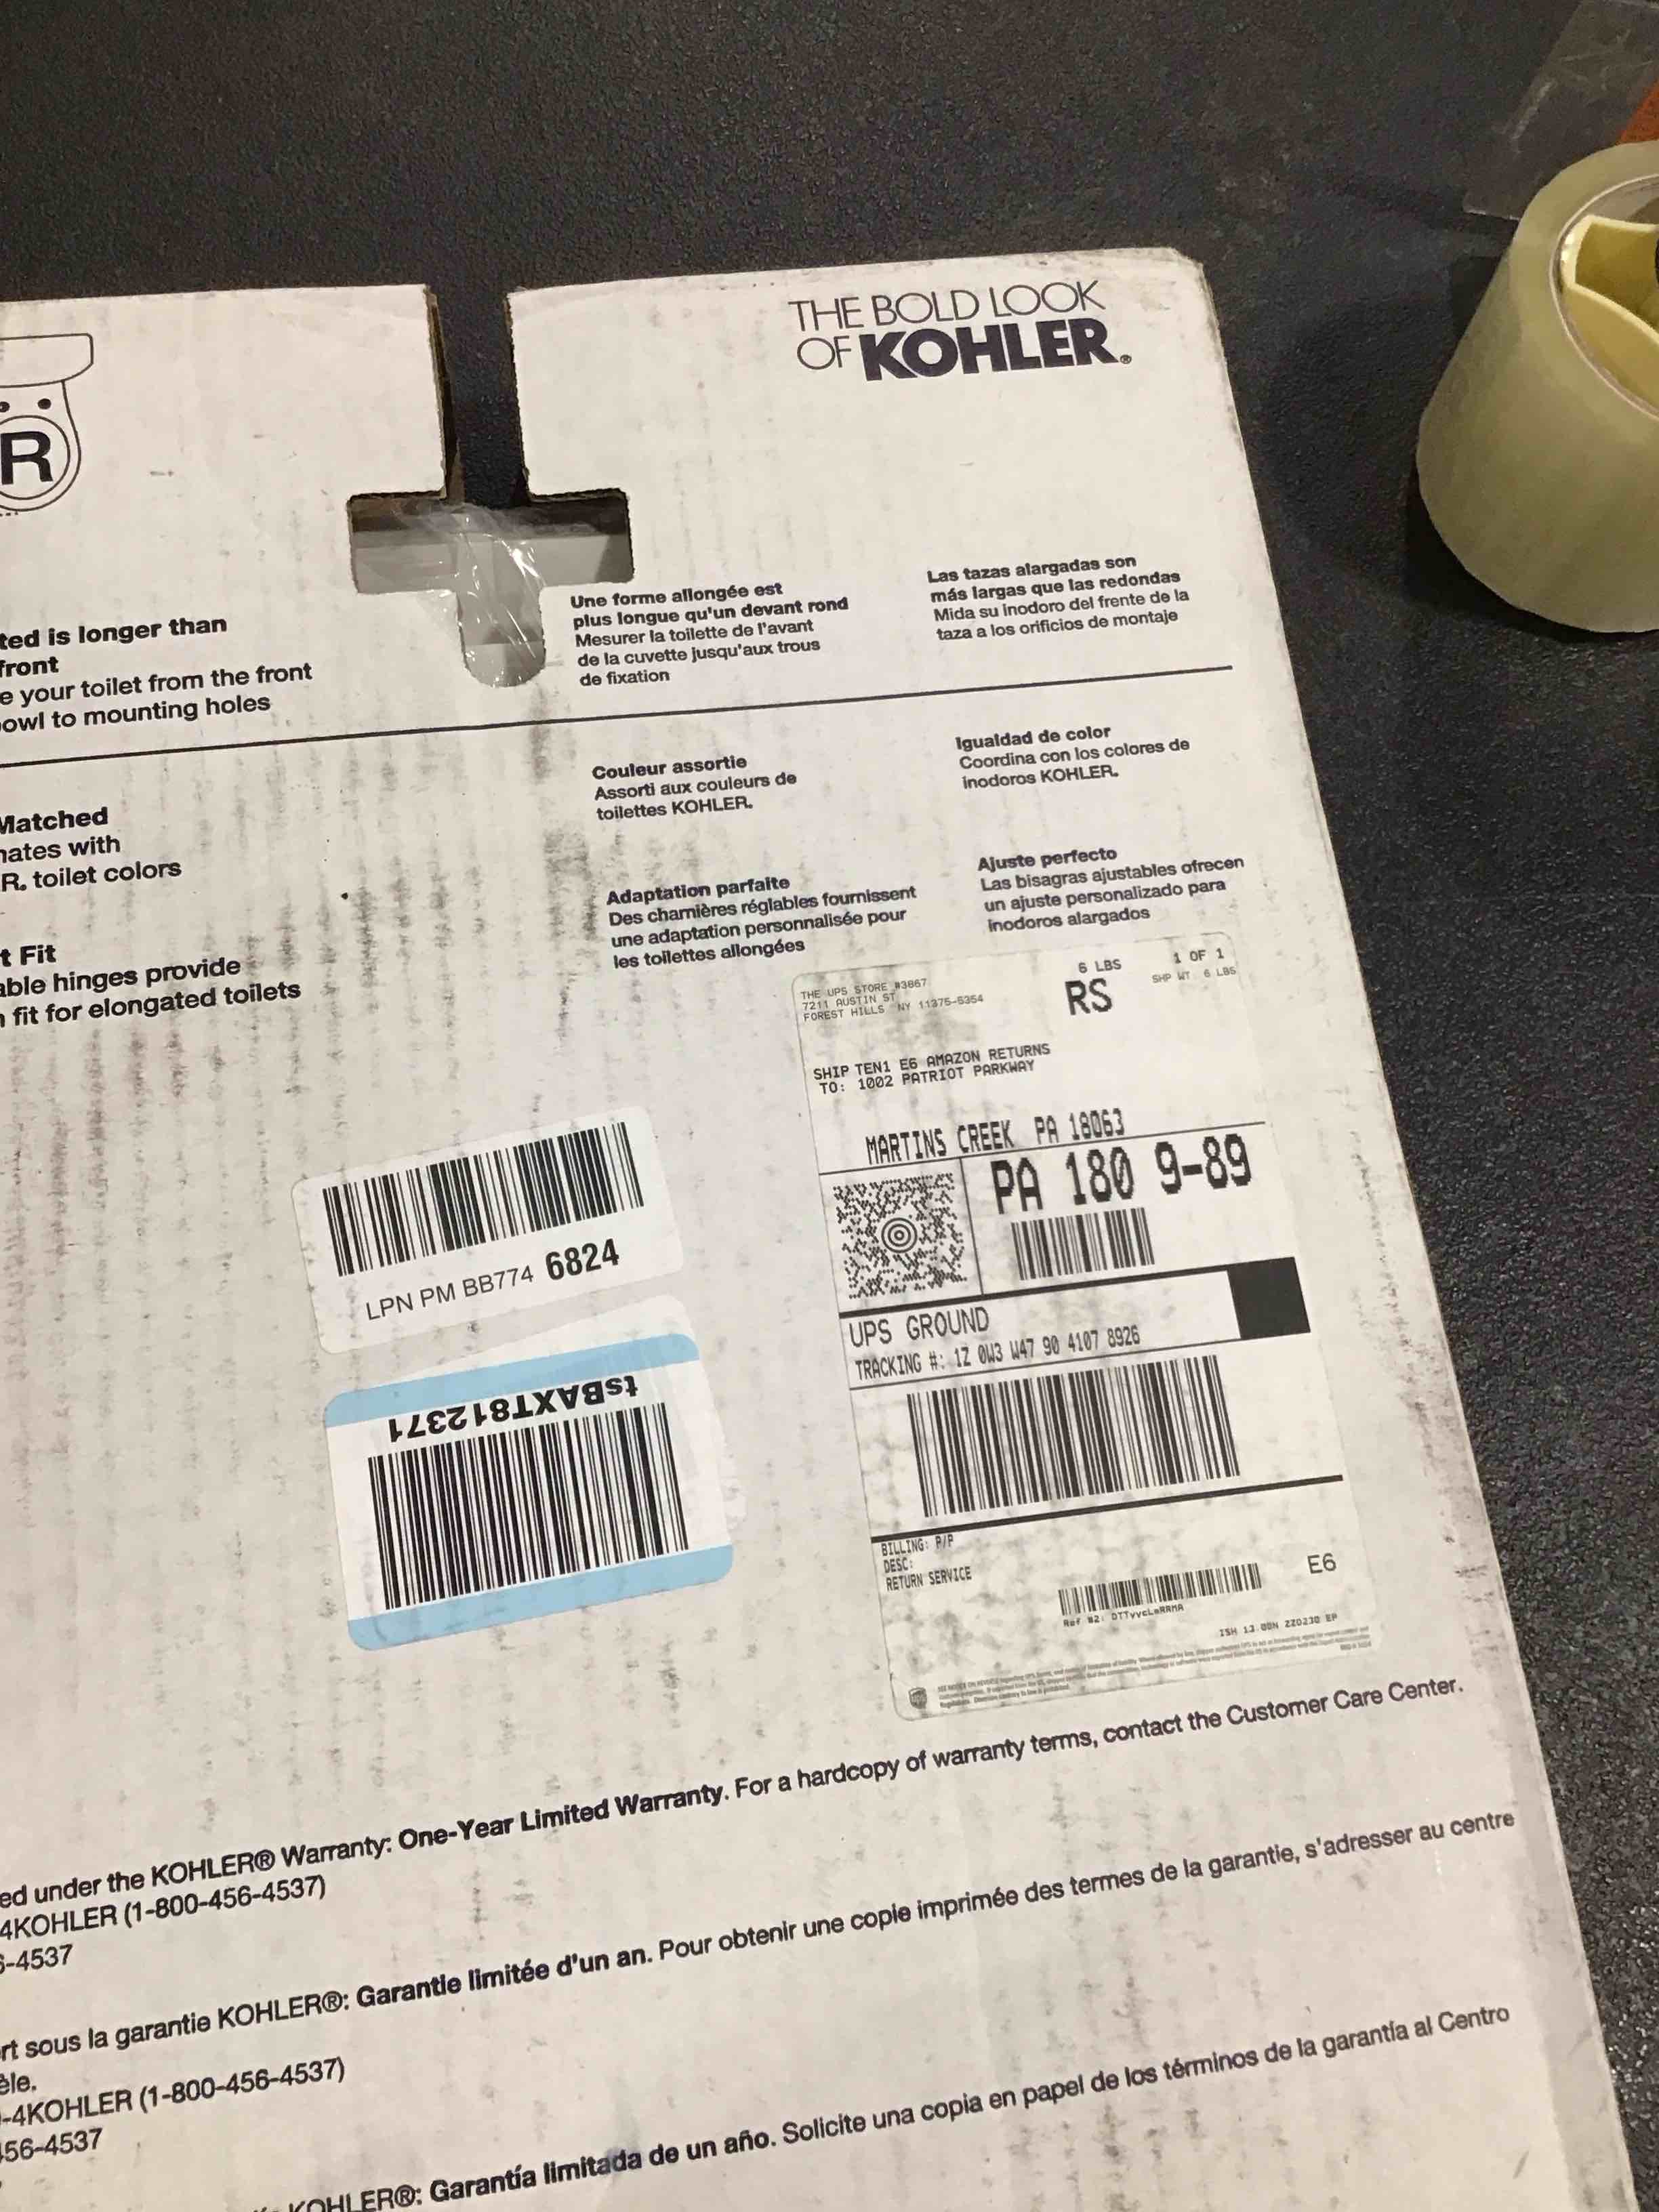 THE BOLD LOOK
OF KOHLER®
R
ted is longer than
front
e your toilet from the front
owl to mounting holes
Une forme allongée est
plus longue qu'un devant rond
Mesurer la toilette de l'avant
de la cuvette jusqu'aux trous
de fixation
Las tazas alargadas son
más largas que las redondas
Mida su inodoro del frente de la
taza a los orificios de montaje
Matched
nates with
R. toilet colors
Couleur assortie
Assorti aux couleurs de
toilettes KOHLER.
Igualdad de color
Coordina con los colores de
inodoros KOHLER.
t Fit
able hinges provide
fit for elongated toilets
Adaptation parfaite
Des charnières réglables fournissent
une adaptation personnalisée pour
les toilettes allongées
Ajuste perfecto
Las bisagras ajustables ofrecen
un ajuste personalizado para
inodoros alargados
THE UPS STORE #3867
7211 AUSTIN ST
FOREST HILLS NY 11375-5354
6 LBS
1 OF 1
RS
SHP WT 6 LBS
SHIP TEN1 E6 AMAZON RETURNS
TO: 1002 PATRIOT PARKWAY
MARTINS CREEK PA 18063
PA 180 9-89
UPS GROUND
TRACKING #: 1Z 0W3 W47 90 4107 8926
BILLING: P/P
DESC:
RETURN SERVICE
E6
Ref #2:
ISH 13.00N ZZD230 EP
LPN PM BB774 6824
tsBAXT812371
ed under the KOHLER® Warranty: One-Year Limited Warranty. For a hardcopy of warranty terms, contact the Customer Care Center.
4KOHLER (1-800-456-4537)
-4537
rt sous la garantie KOHLER®: Garantie limitée d'un an. Pour obtenir une copie imprimée des termes de la garantie, s'adresser au centre
èle.
-4KOHLER (1-800-456-4537)
456-4537
KOHLER®: Garantía limitada de un año. Solicite una copia en papel de los términos de la garantía al Centro